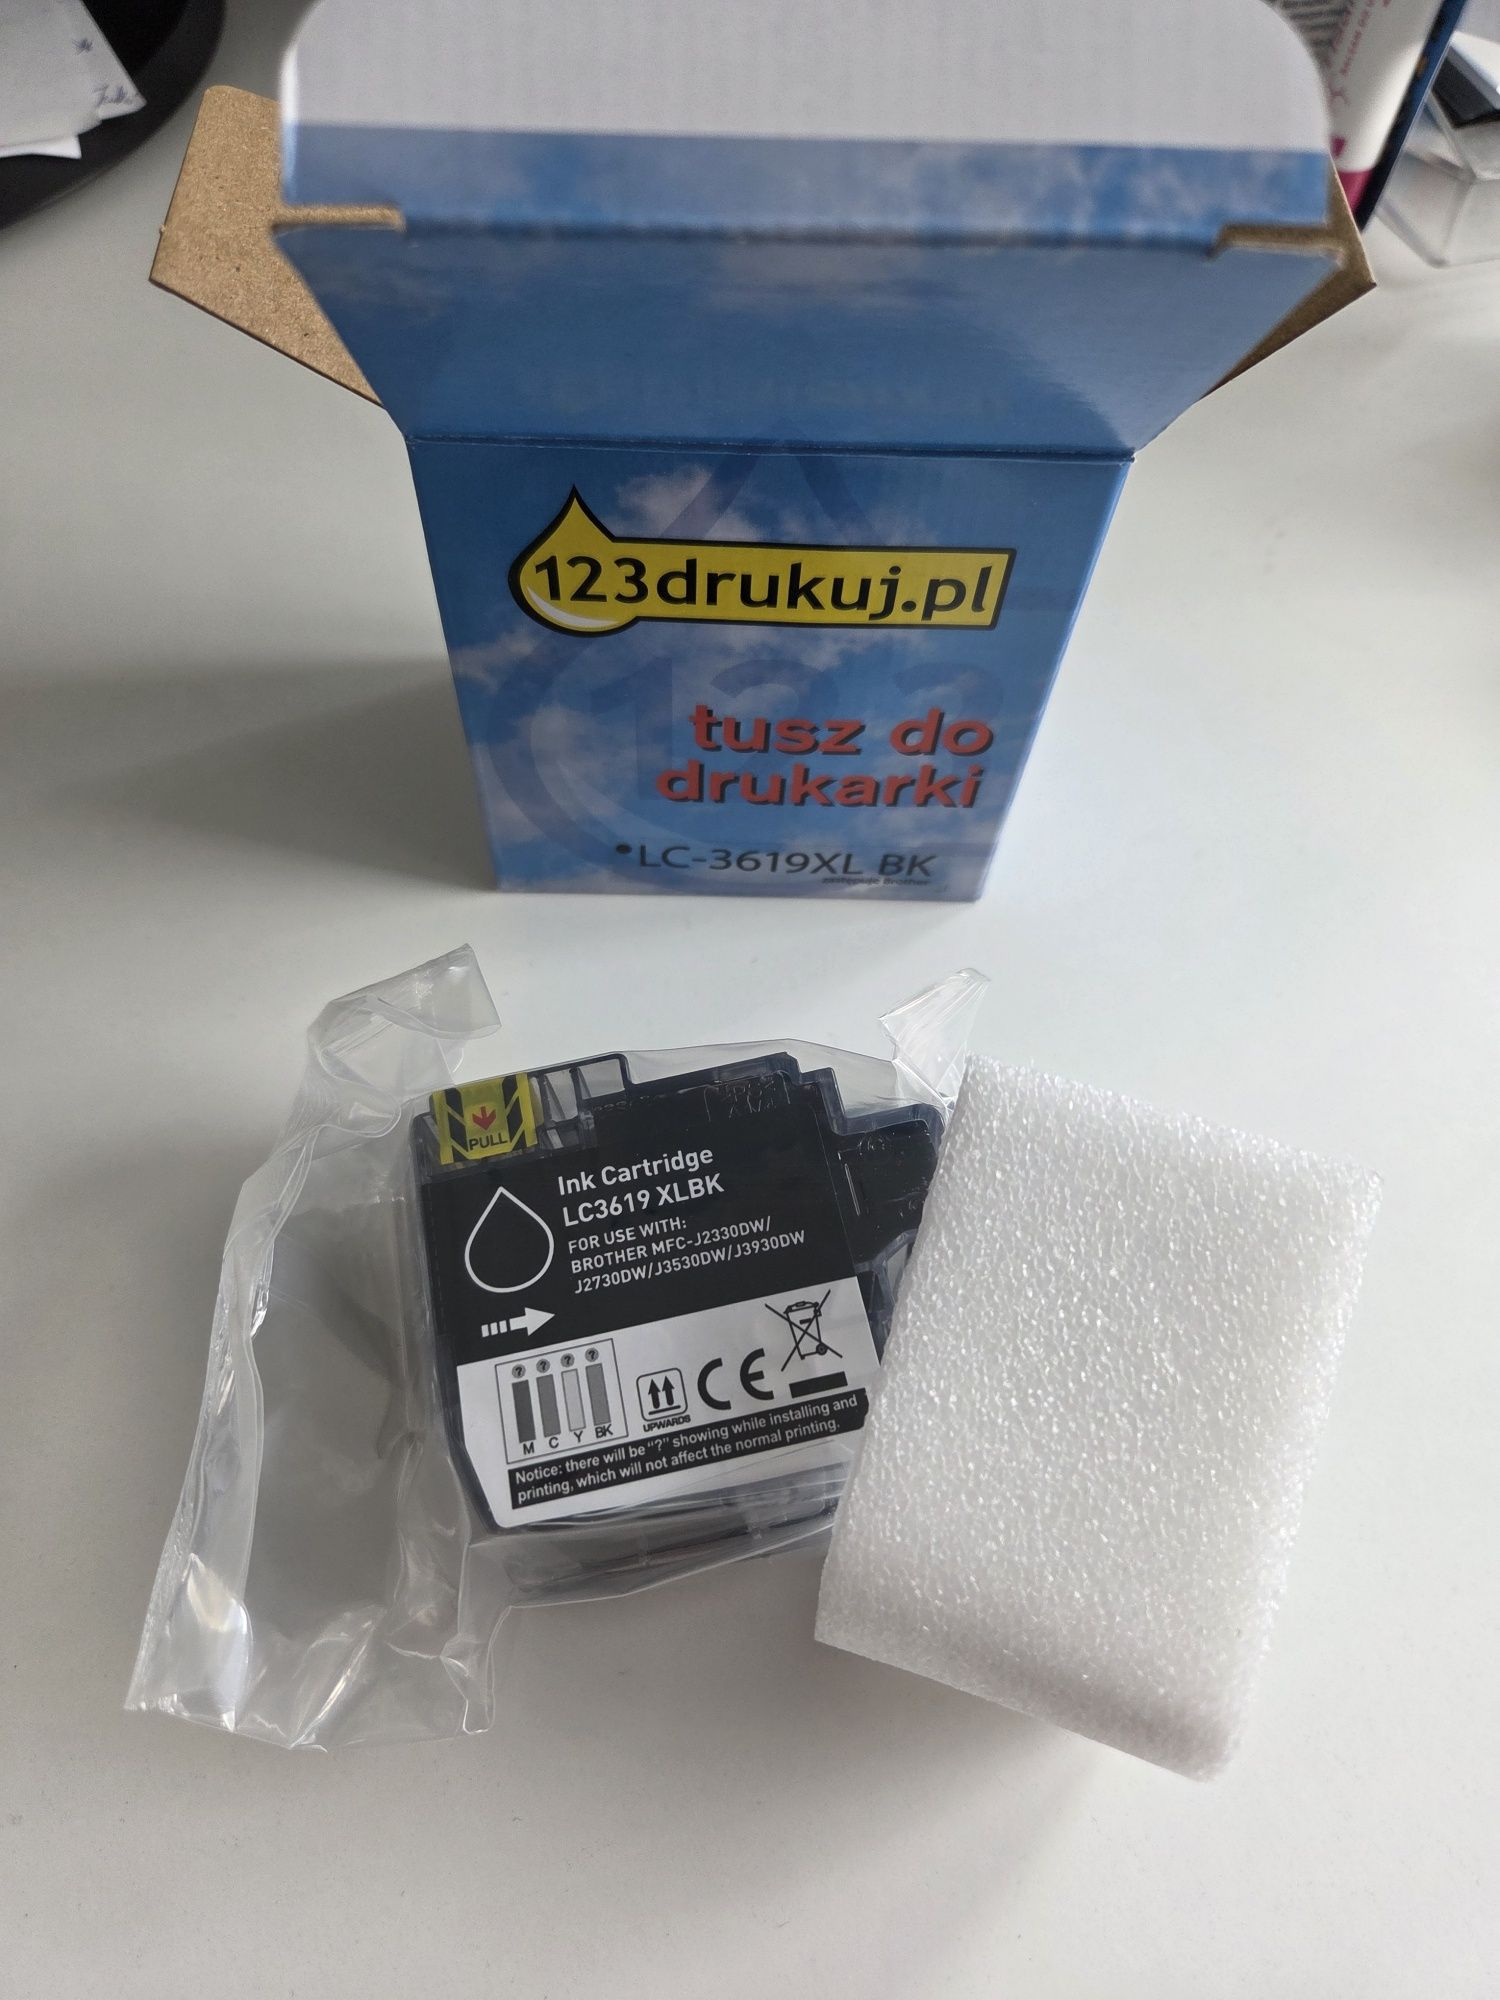 123drukuj.pl
tusz do
drukarki
•LC-3619XL BK
zastępuje Brother
PULL
Ink Cartridge
LC3619 XLBK
FOR USE WITH:
BROTHER MFC-J2330DW/
J2730DW/J3530DW/J3930DW
? ? ? ?
M C Y BK
UPWARDS
CE
Notice: there will be "?" showing while installing and
printing, which will not affect the normal printing.